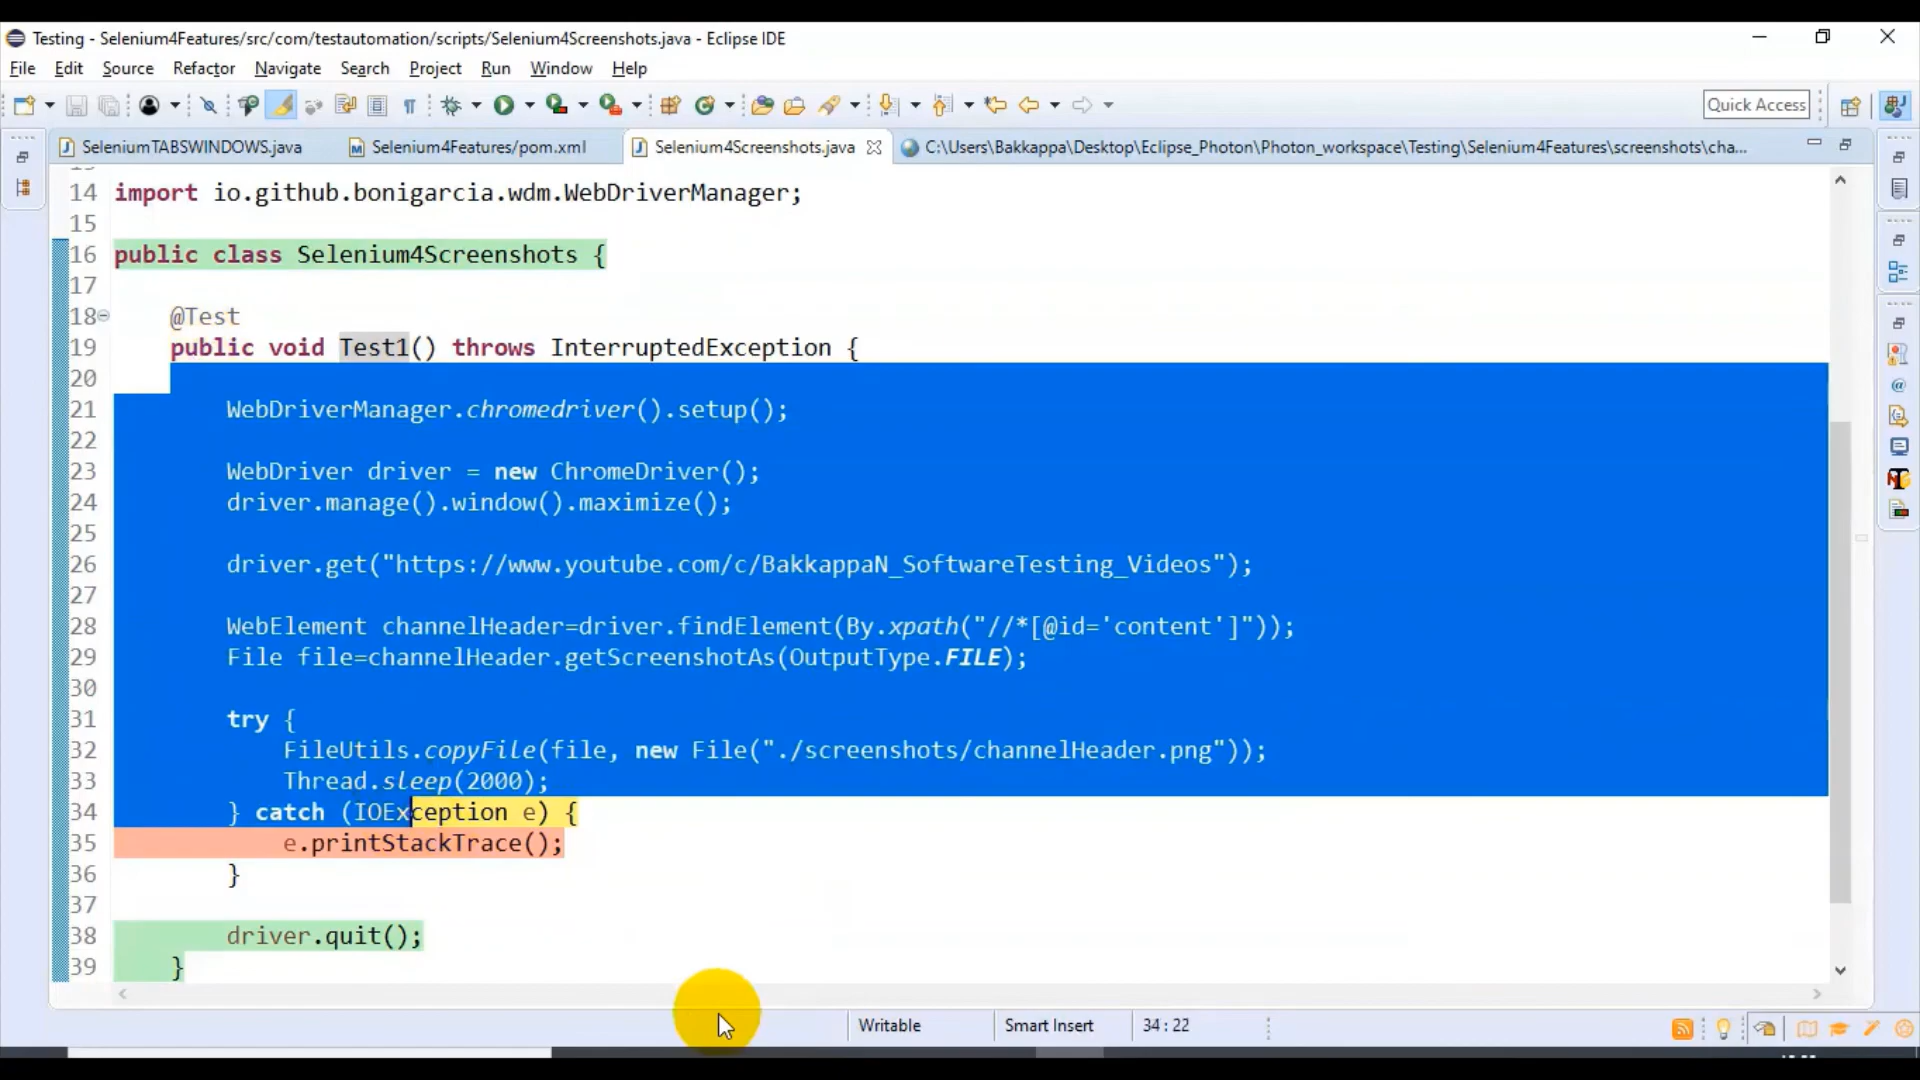 Testing - Selenium4Features/src/com/testautomation/scripts/Selenium4Screenshots.java - Eclipse IDE
File Edit Source Refactor Navigate Search Project Run Window Help
Quick Access
SeleniumTABSWINDOWS.java Selenium4Features/pom.xml Selenium4Screenshots.java C:\Users\Bakkappa\Desktop\Eclipse_Photon\Photon_workspace\Testing\Selenium4Features\screenshots\cha...
14 import io.github.bonigarcia.wdm.WebDriverManager;
15
16 public class Selenium4Screenshots {
17
18 @Test
19 public void Test1() throws InterruptedException {
20
21 WebDriverManager.chromedriver().setup();
22
23 WebDriver driver = new ChromeDriver();
24 driver.manage().window().maximize();
25
26 driver.get("https://www.youtube.com/c/BakkappaN_SoftwareTesting_Videos");
27
28 WebElement channelHeader=driver.findElement(By.xpath("//*[@id='content']"));
29 File file=channelHeader.getScreenshotAs(OutputType.FILE);
30
31 try {
32 FileUtils.copyFile(file, new File("./screenshots/channelHeader.png"));
33 Thread.sleep(2000);
34 } catch (IOException e) {
35 e.printStackTrace();
36 }
37
38 driver.quit();
39 }
Writable Smart Insert 34 : 22